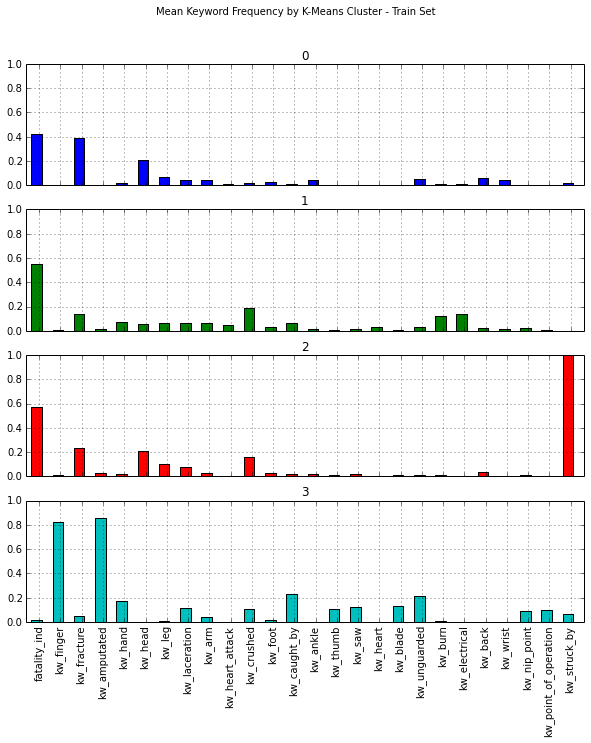 Mean Keyword Frequency by K-Means Cluster - Train Set
0
1.0
0.8
0.6
0.4
0.2
0.0
1
1.0
0.8
0.6
0.4
0.2
0.0
2
1.0
0.8
0.6
0.4
0.2
0.0
3
1.0
0.8
0.6
0.4
0.2
0.0
fatality_ind
kw_finger
kw_fracture
kw_amputated
kw_hand
kw_head
kw_leg
kw_laceration
kw_arm
kw_heart_attack
kw_crushed
kw_foot
kw_caught_by
kw_ankle
kw_thumb
kw_saw
kw_heart
kw_blade
kw_unguarded
kw_burn
kw_electrical
kw_back
kw_wrist
kw_nip_point
kw_point_of_operation
kw_struck_by